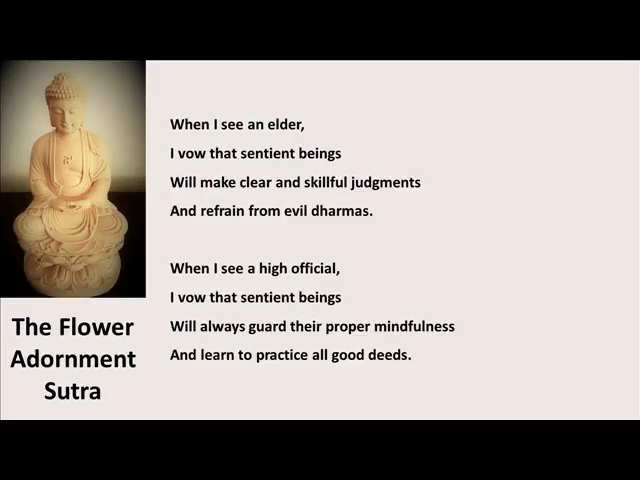 The Flower
Adornment
Sutra
When I see an elder,
I vow that sentient beings
Will make clear and skillful judgments
And refrain from evil dharmas.
When I see a high official,
I vow that sentient beings
Will always guard their proper mindfulness
And learn to practice all good deeds.